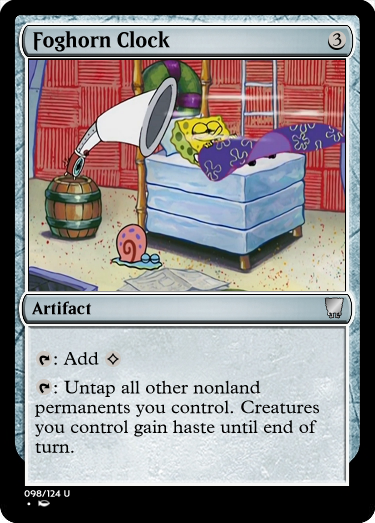 Foghorn Clock 3
Artifact
: Add
: Untap all other nonland
permanents you control. Creatures
you control gain haste until end of
turn.
098/124 U